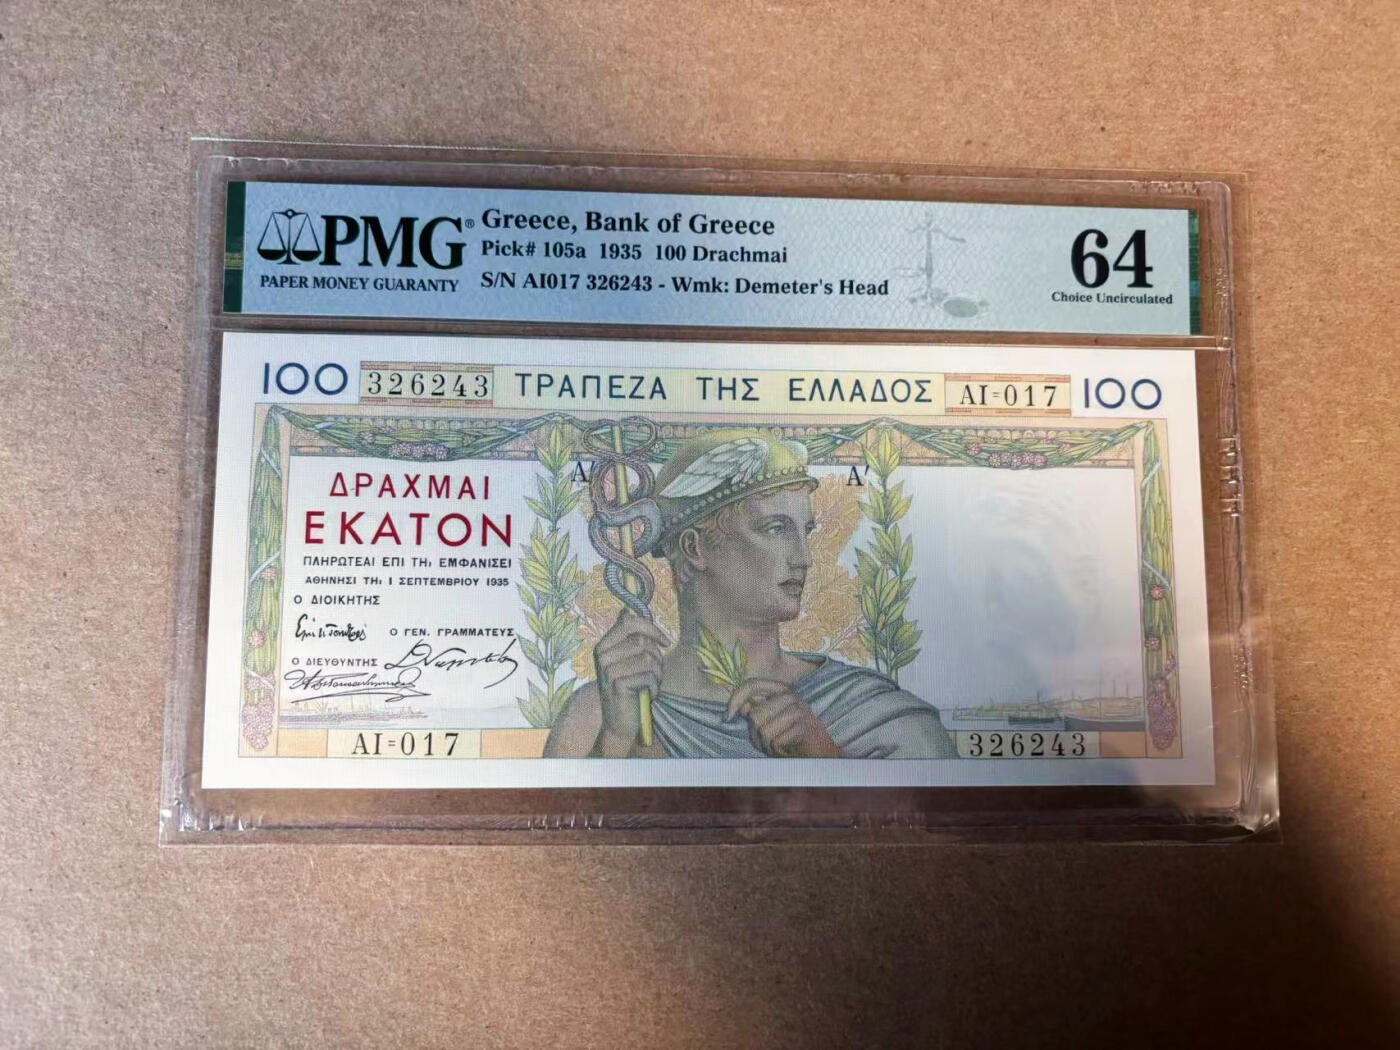 PMG®
PAPER MONEY GUARANTY
Greece, Bank of Greece
Pick# 105a 1935 100 Drachmai
S/N AI017 326243 - Wmk: Demeter's Head
64
Choice Uncirculated
100 326243 ΤΡΑΠΕΖΑ ΤΗΣ ΕΛΛΑΔΟΣ AI=017 100
Α' Α'
ΔΡΑΧΜΑΙ
ΕΚΑΤΟΝ
ΠΛΗΡΩΤΕΑΙ ΕΠΙ ΤΗι ΕΜΦΑΝΙΣΕΙ
ΑΘΗΝΗΣΙ ΤΗι 1 ΣΕΠΤΕΜΒΡΙΟΥ 1935
Ο ΔΙΟΙΚΗΤΗΣ
Ο ΓΕΝ. ΓΡΑΜΜΑΤΕΥΣ
Ο ΔΙΕΥΘΥΝΤΗΣ
AI=017
326243